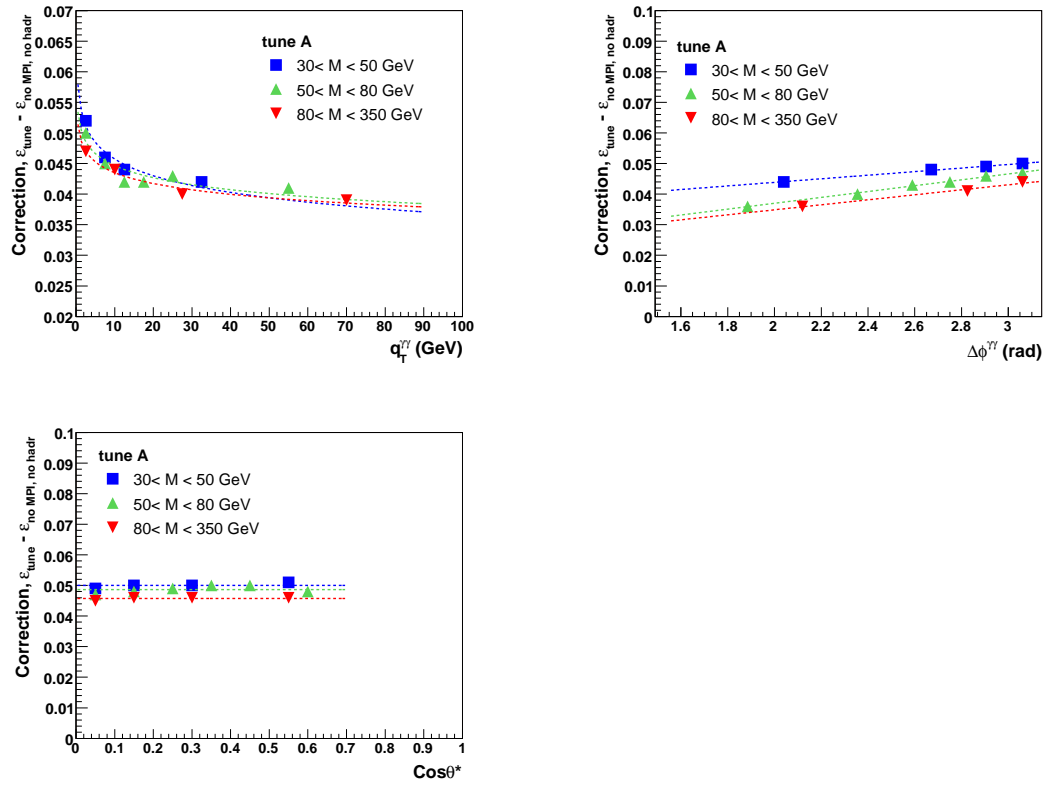 Correction, ε_tune - ε_no MPI, no hadr
0.07
0.065
0.06
0.055
0.05
0.045
0.04
0.035
0.03
0.025
0.02
tune A
30< M < 50 GeV
50< M < 80 GeV
80< M < 350 GeV
0 10 20 30 40 50 60 70 80 90 100
q_T^γγ (GeV)
Correction, ε_tune - ε_no MPI, no hadr
0.1
0.09
0.08
0.07
0.06
0.05
0.04
0.03
0.02
0.01
0
tune A
30< M < 50 GeV
50< M < 80 GeV
80< M < 350 GeV
1.6 1.8 2 2.2 2.4 2.6 2.8 3
Δϕ^γγ (rad)
Correction, ε_tune - ε_no MPI, no hadr
0.1
0.09
0.08
0.07
0.06
0.05
0.04
0.03
0.02
0.01
0
tune A
30< M < 50 GeV
50< M < 80 GeV
80< M < 350 GeV
0 0.1 0.2 0.3 0.4 0.5 0.6 0.7 0.8 0.9 1
Cosθ*